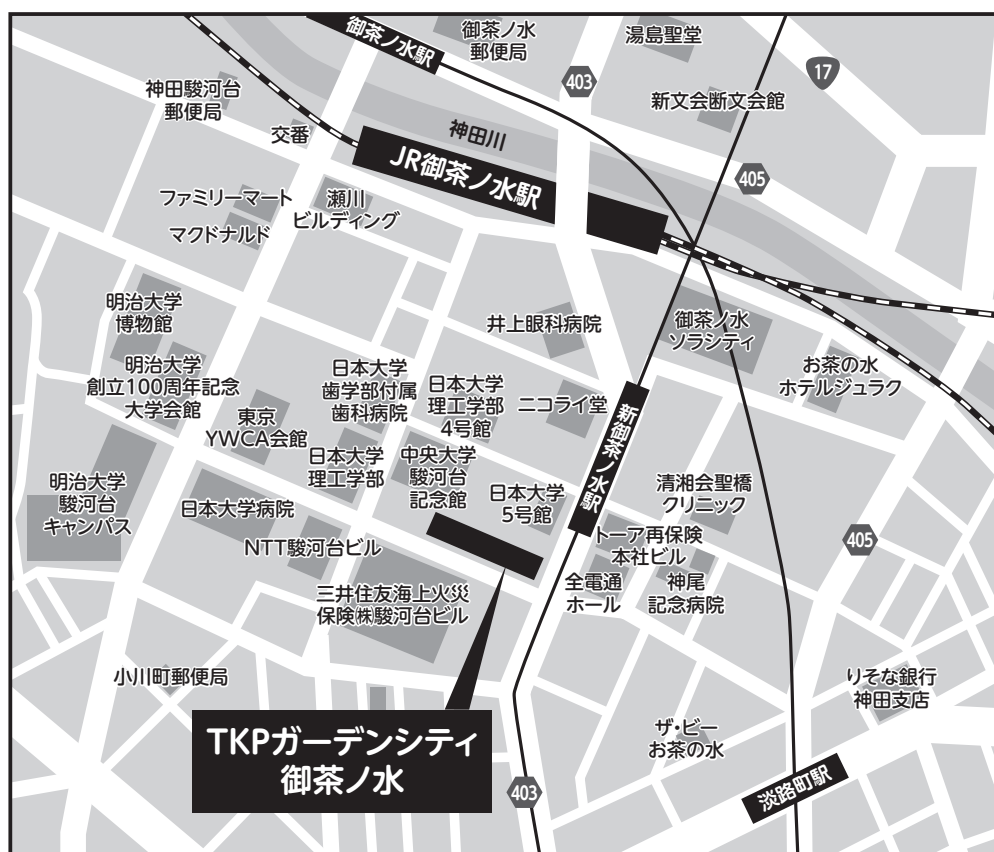 御茶ノ水駅
御茶ノ水
郵便局
湯島聖堂
403
17
神田駿河台
郵便局
新文会断文会館
交番
神田川
JR御茶ノ水駅
405
ファミリーマート
瀬川
ビルディング
マクドナルド
明治大学
博物館
井上眼科病院
御茶ノ水
ソラシティ
明治大学
創立100周年記念
大学会館
日本大学
歯学部付属
歯科病院
日本大学
理工学部
4号館
ニコライ堂
お茶の水
ホテルジュラク
東京
YWCA会館
新御茶ノ水駅
日本大学
理工学部
中央大学
駿河台
記念館
明治大学
駿河台
キャンパス
日本大学病院
日本大学
5号館
清湘会聖橋
クリニック
NTT駿河台ビル
トーア再保険
本社ビル
405
三井住友海上火災
保険㈱駿河台ビル
全電通
ホール
神尾
記念病院
小川町郵便局
りそな銀行
神田支店
TKPガーデンシティ
御茶ノ水
ザ・ビー
お茶の水
403
淡路町駅